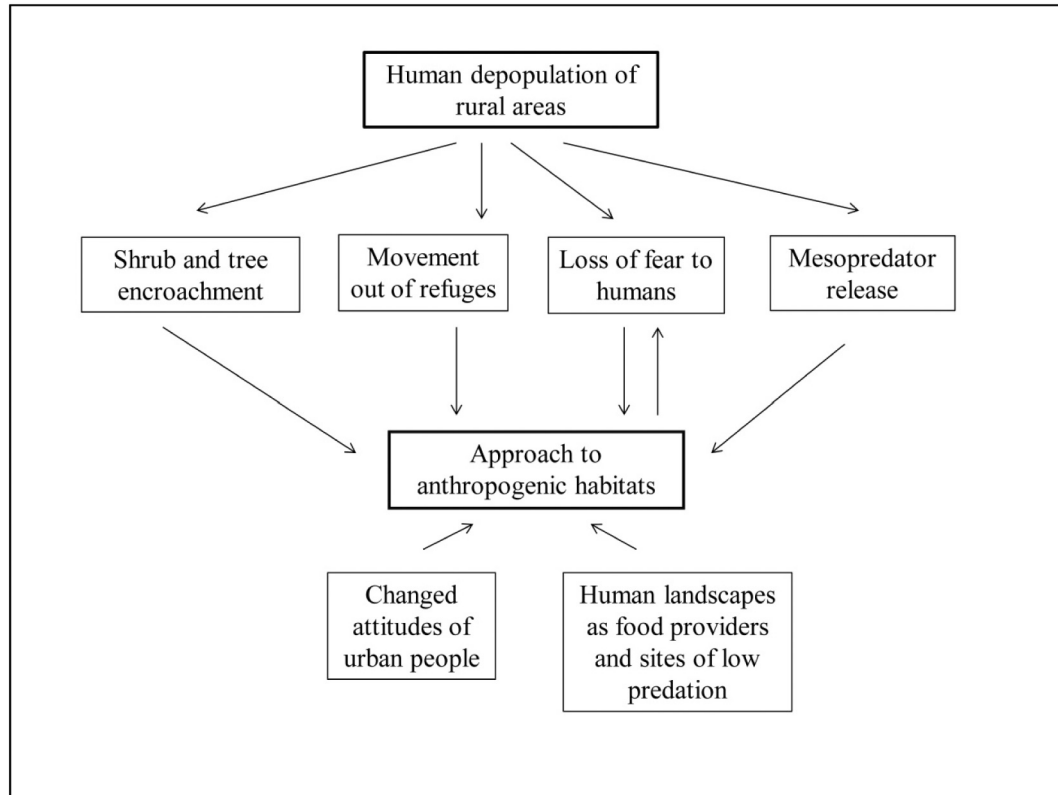 Human depopulation of
rural areas
Shrub and tree
encroachment
Movement
out of refuges
Loss of fear to
humans
Mesopredator
release
Approach to
anthropogenic habitats
Changed
attitudes of
urban people
Human landscapes
as food providers
and sites of low
predation